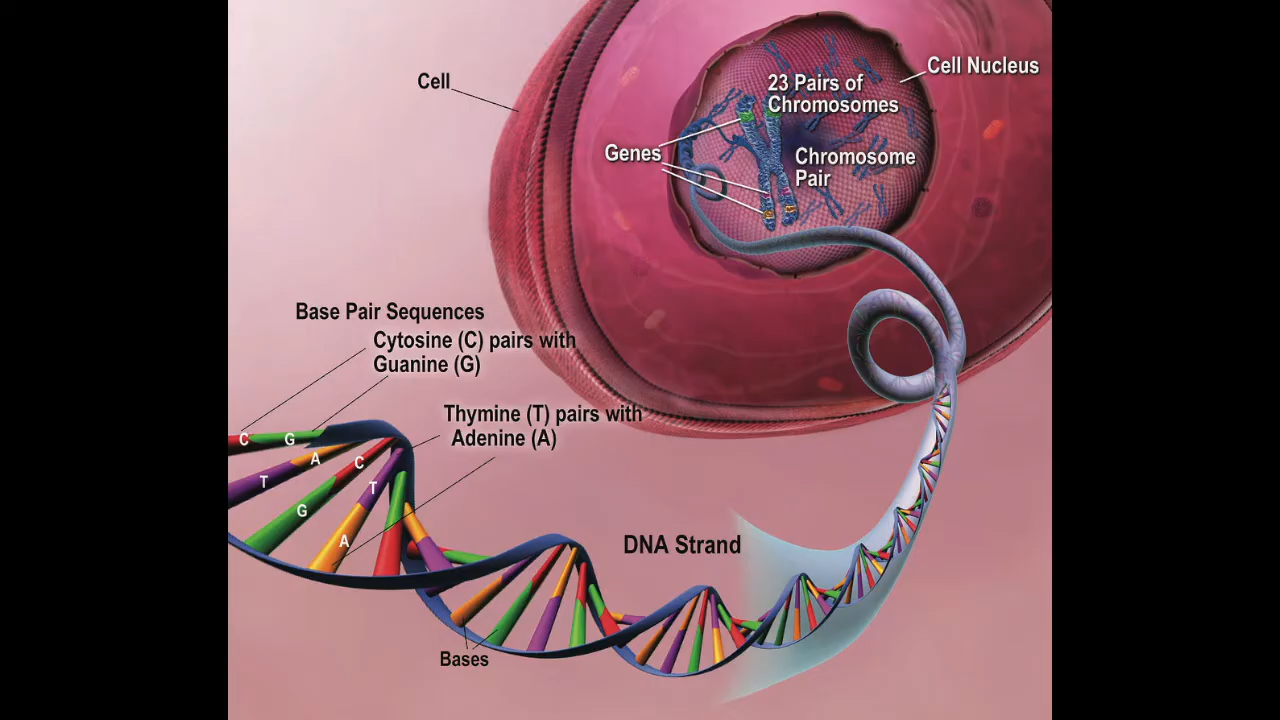 Cell
Cell Nucleus
23 Pairs of
Chromosomes
Genes
Chromosome
Pair
Base Pair Sequences
Cytosine (C) pairs with
Guanine (G)
Thymine (T) pairs with
Adenine (A)
C G
A C
T T
G
A
DNA Strand
Bases